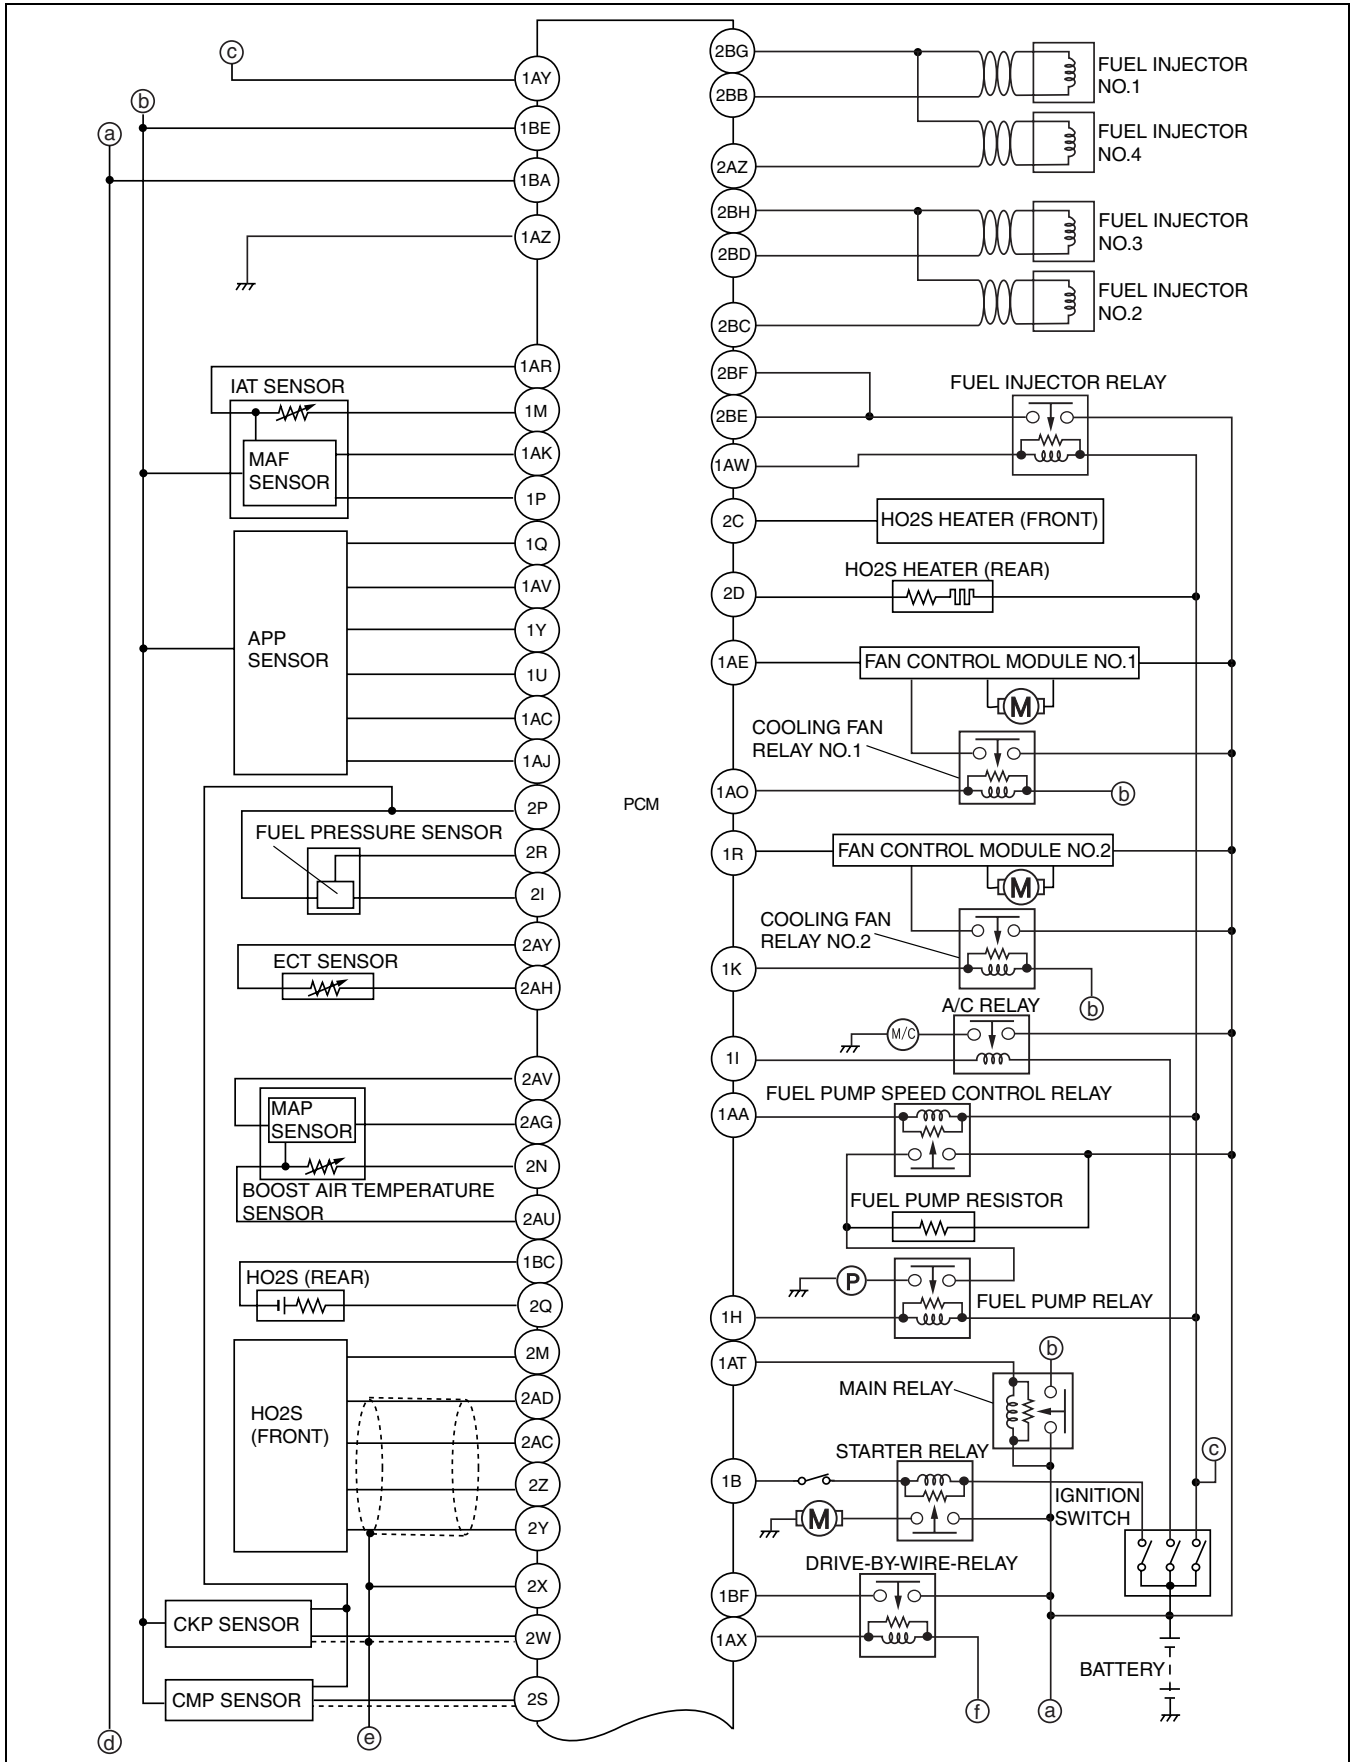 c
1AY
b
1BE
a
1BA
1AZ
1AR
IAT SENSOR
1M
1AK
MAF
SENSOR
1P
1Q
1AV
1Y
APP
SENSOR
1U
1AC
1AJ
2P
FUEL PRESSURE SENSOR
2R
2I
2AY
ECT SENSOR
2AH
2AV
MAP
SENSOR
2AG
2N
BOOST AIR TEMPERATURE
SENSOR
2AU
1BC
HO2S (REAR)
2Q
2M
2AD
HO2S
(FRONT)
2AC
2Z
2Y
2X
CKP SENSOR
2W
CMP SENSOR
2S
d
e
PCM
2BG
FUEL INJECTOR
NO.1
2BB
FUEL INJECTOR
NO.4
2AZ
2BH
FUEL INJECTOR
NO.3
2BD
FUEL INJECTOR
NO.2
2BC
2BF
FUEL INJECTOR RELAY
2BE
1AW
2C
HO2S HEATER (FRONT)
HO2S HEATER (REAR)
2D
1AE
FAN CONTROL MODULE NO.1
M
COOLING FAN
RELAY NO.1
1AO
b
1R
FAN CONTROL MODULE NO.2
M
COOLING FAN
RELAY NO.2
1K
b
A/C RELAY
M/C
1I
FUEL PUMP SPEED CONTROL RELAY
1AA
FUEL PUMP RESISTOR
P
FUEL PUMP RELAY
1H
1AT
b
MAIN RELAY
STARTER RELAY
c
1B
IGNITION
SWITCH
M
DRIVE-BY-WIRE-RELAY
1BF
1AX
BATTERY
f
a